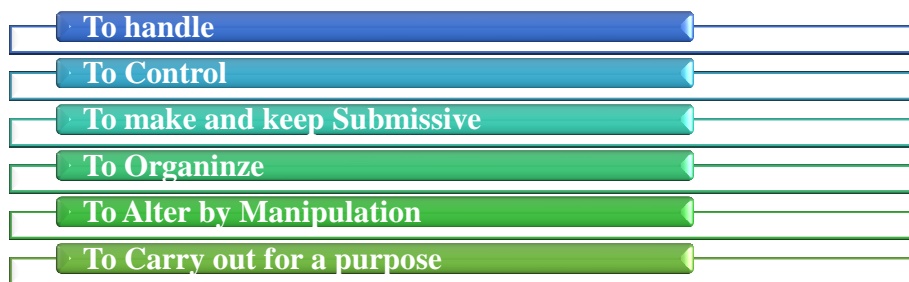 To handle
To Control
To make and keep Submissive
To Organinze
To Alter by Manipulation
To Carry out for a purpose